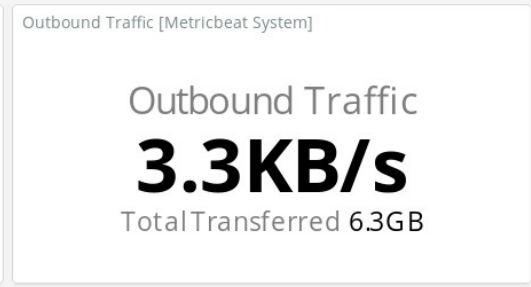 Outbound Traffic [Metricbeat System]
Outbound Traffic
3.3KB/s
Total Transferred 6.3GB